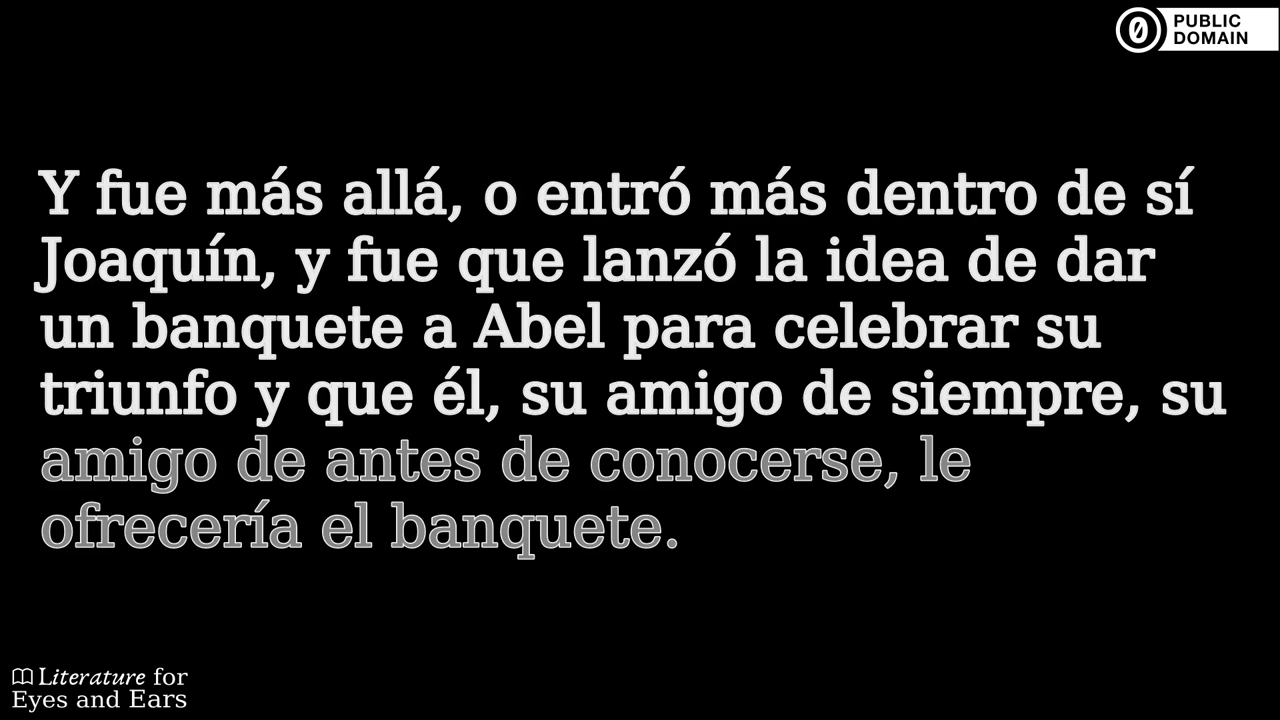 PUBLIC
DOMAIN
Y fue más allá, o entró más dentro de sí
Joaquín, y fue que lanzó la idea de dar
un banquete a Abel para celebrar su
triunfo y que él, su amigo de siempre, su
amigo de antes de conocerse, le
ofrecería el banquete.
Literature for
Eyes and Ears